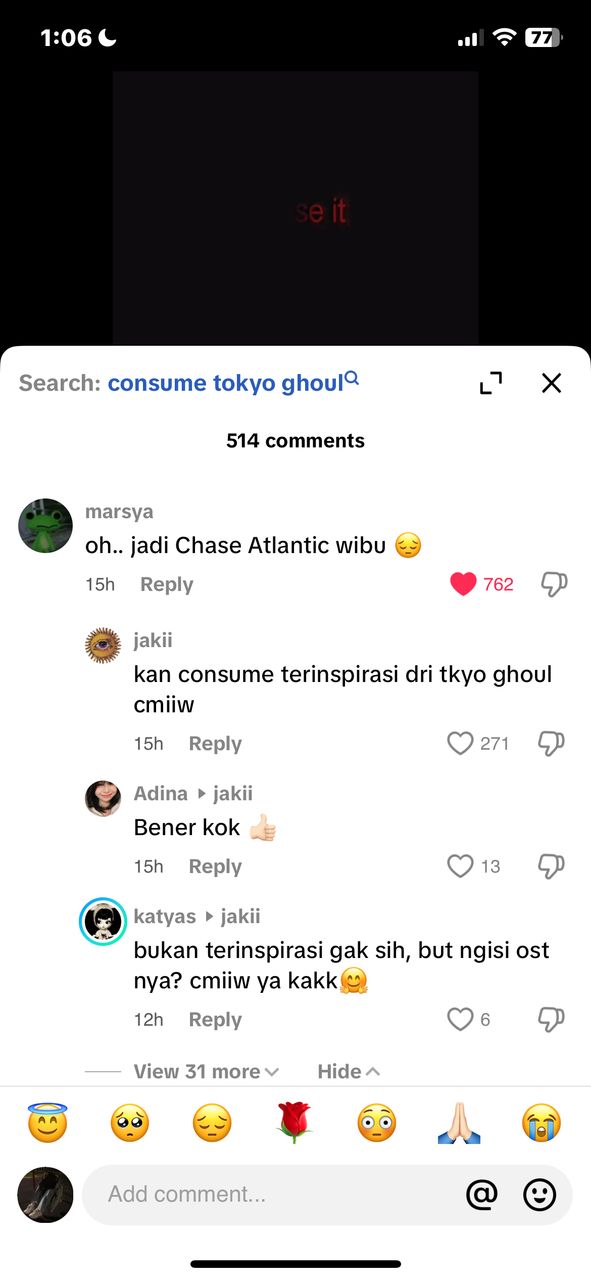 1:06
77
se it
Search: consume tokyo ghoul
514 comments
marsya
oh.. jadi Chase Atlantic wibu 😔
15h Reply 762
jakii
kan consume terinspirasi dri tkyo ghoul
cmiiw
15h Reply 271
Adina ▸ jakii
Bener kok 👍🏻
15h Reply 13
katyas ▸ jakii
bukan terinspirasi gak sih, but ngisi ost
nya? cmiiw ya kakk🤗
12h Reply 6
View 31 more Hide
Add comment...